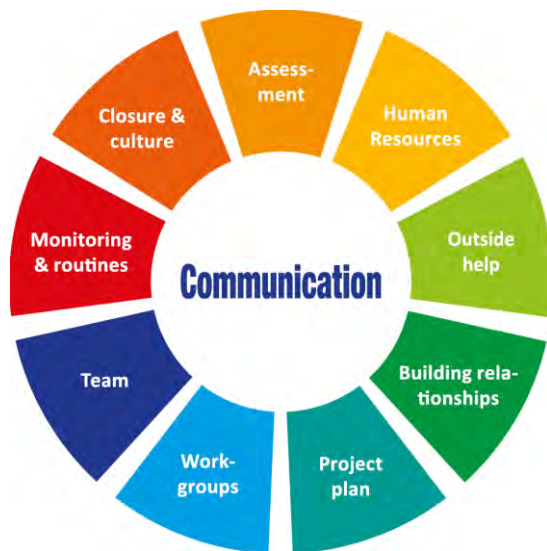 Assess-
ment
Human
Resources
Outside
help
Building rela-
tionships
Project
plan
Work-
groups
Team
Monitoring
& routines
Closure &
culture
Communication